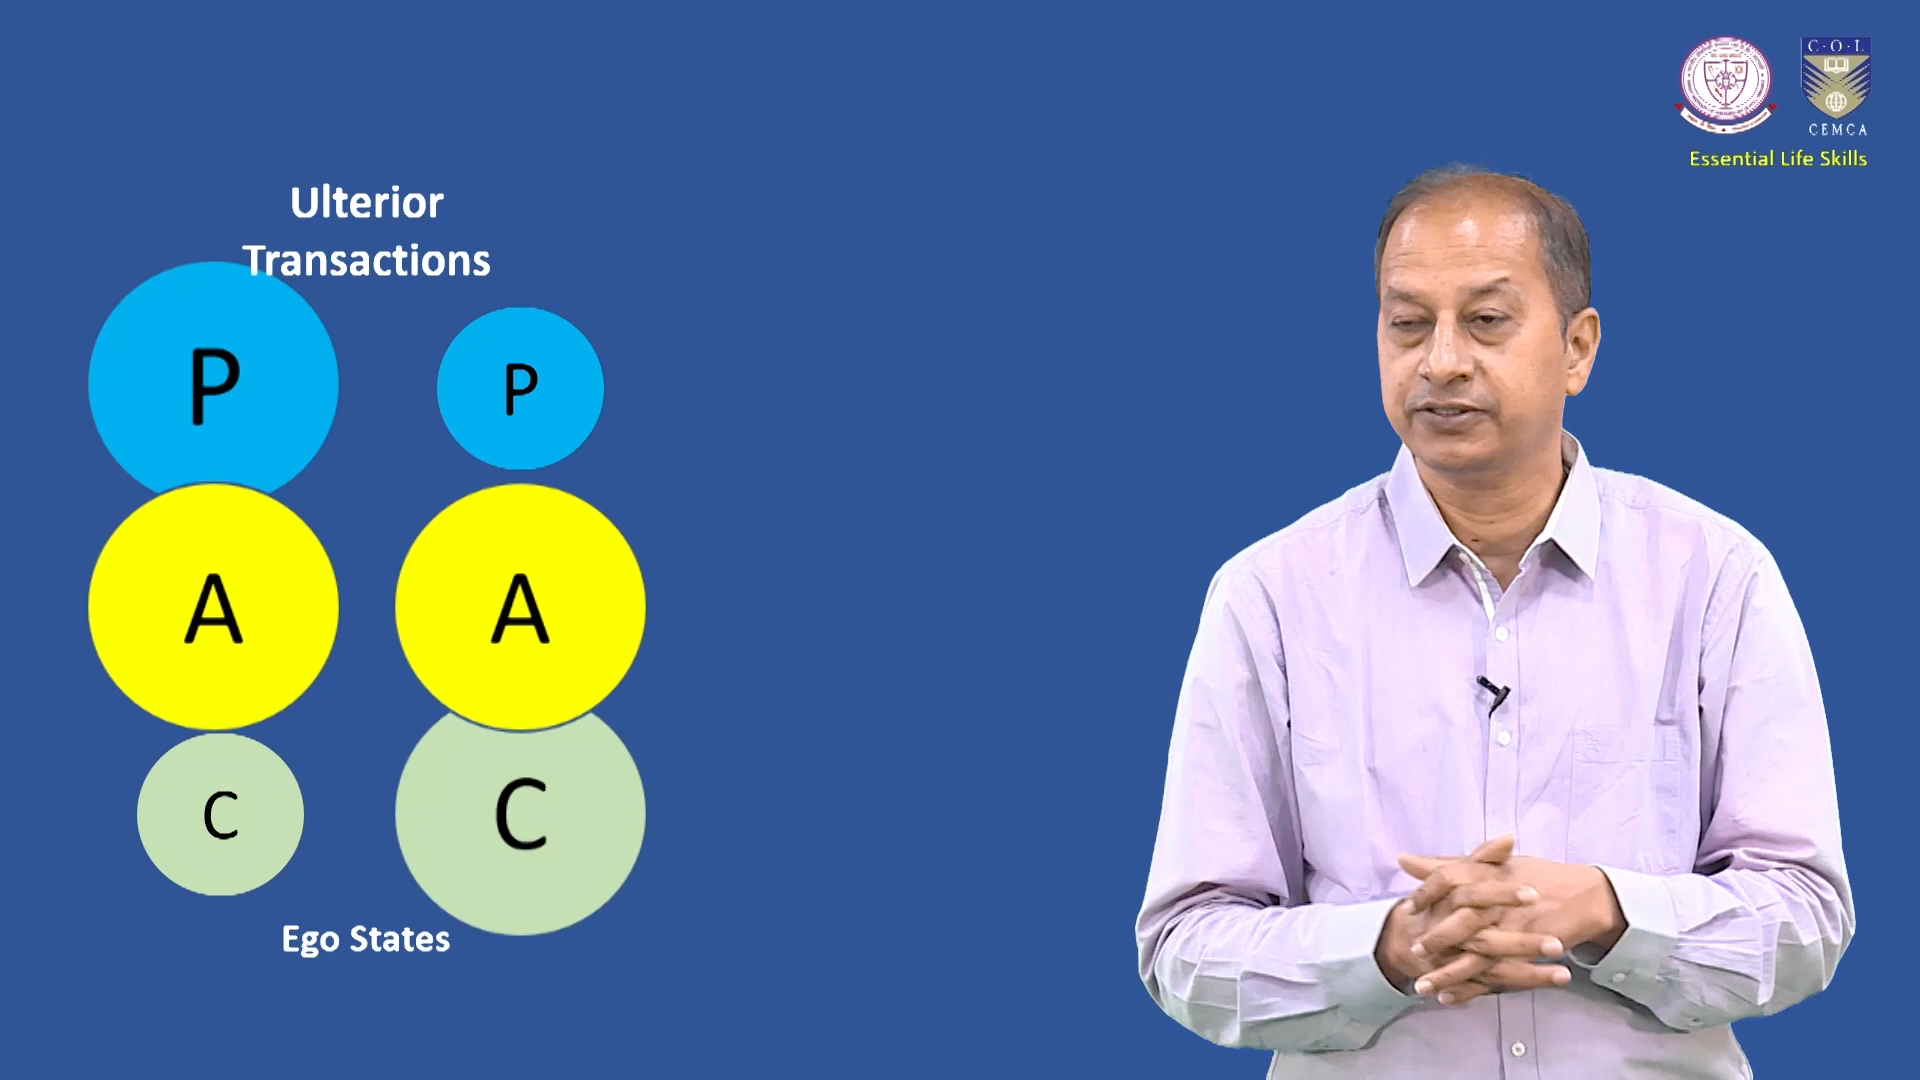 C·O·L
CEMCA
Essential Life Skills
Ulterior
Transactions
P
P
A
A
C
C
Ego States